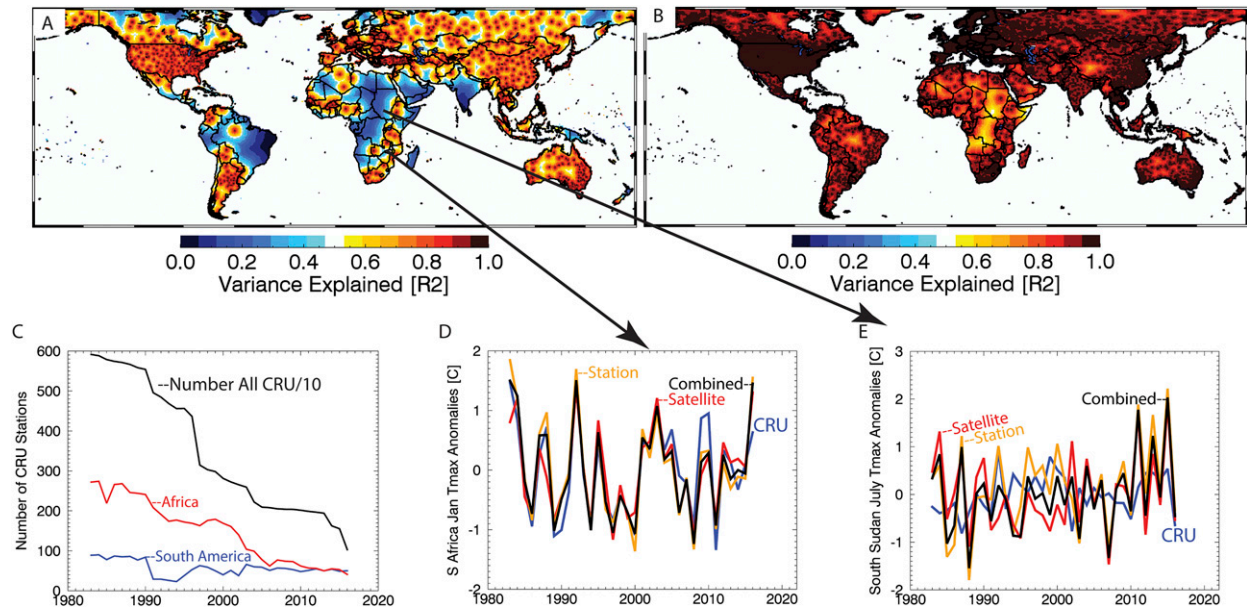 A
B
0.0 0.2 0.4 0.6 0.8 1.0
Variance Explained [R2]
0.0 0.2 0.4 0.6 0.8 1.0
Variance Explained [R2]
C
Number of CRU Stations
600
500
400
300
200
100
0
1980 1990 2000 2010 2020
--Number All CRU/10
--Africa
--South America
D
S Africa Jan Tmax Anomalies [C]
2
1
0
-1
-2
1980 1990 2000 2010 2020
--Station
Combined--
--Satellite
CRU
E
South Sudan July Tmax Anomalies [C]
3
2
1
0
-1
-2
1980 1990 2000 2010 2020
Combined--
--Satellite
--Station
CRU